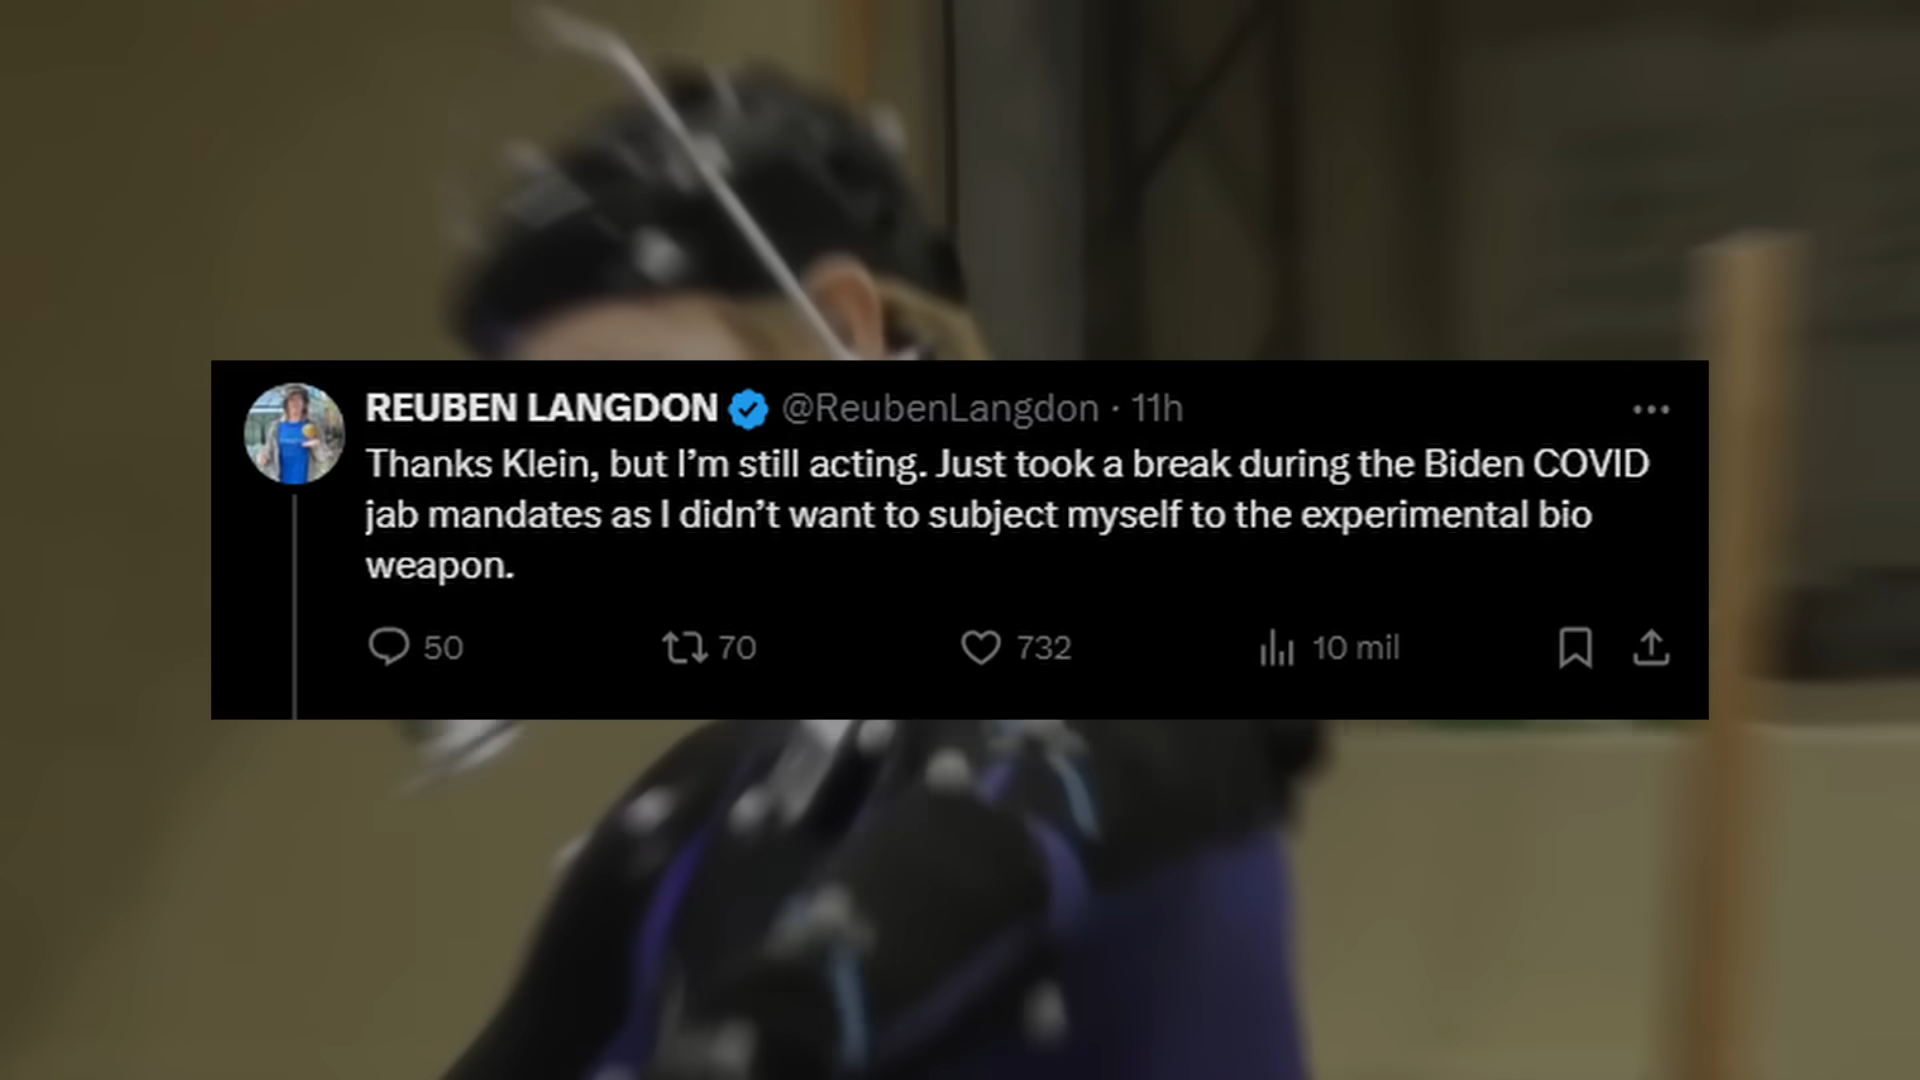 REUBEN LANGDON @ReubenLangdon · 11h
Thanks Klein, but I’m still acting. Just took a break during the Biden COVID
jab mandates as I didn’t want to subject myself to the experimental bio
weapon.
50 70 732 10 mil